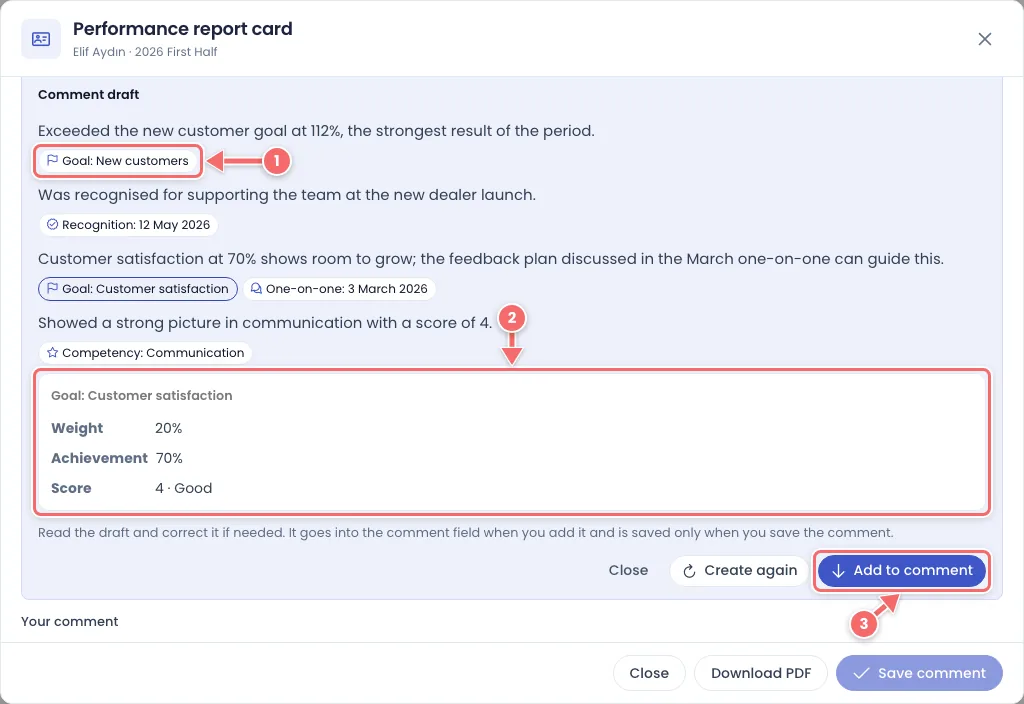 Performance report card
Elif Aydın · 2026 First Half
Comment draft
Exceeded the new customer goal at 112%, the strongest result of the period.
Goal: New customers
1
Was recognised for supporting the team at the new dealer launch.
Recognition: 12 May 2026
Customer satisfaction at 70% shows room to grow; the feedback plan discussed in the March one-on-one can guide this.
Goal: Customer satisfaction
One-on-one: 3 March 2026
Showed a strong picture in communication with a score of 4.
2
Competency: Communication
Goal: Customer satisfaction
Weight 20%
Achievement 70%
Score 4 · Good
Read the draft and correct it if needed. It goes into the comment field when you add it and is saved only when you save the comment.
Close
Create again
Add to comment
3
Your comment
Close
Download PDF
Save comment